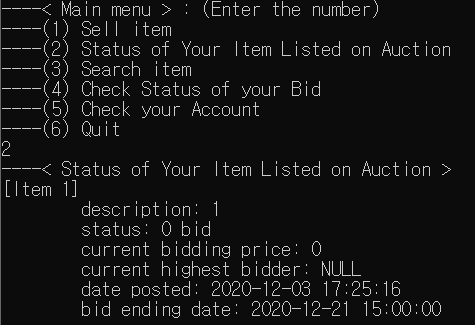 ----< Main menu > : (Enter the number)
----(1) Sell item
----(2) Status of Your Item Listed on Auction
----(3) Search item
----(4) Check Status of your Bid
----(5) Check your Account
----(6) Quit
2
----< Status of Your Item Listed on Auction >
[Item 1]
        description: 1
        status: 0 bid
        current bidding price: 0
        current highest bidder: NULL
        date posted: 2020-12-03 17:25:16
        bid ending date: 2020-12-21 15:00:00